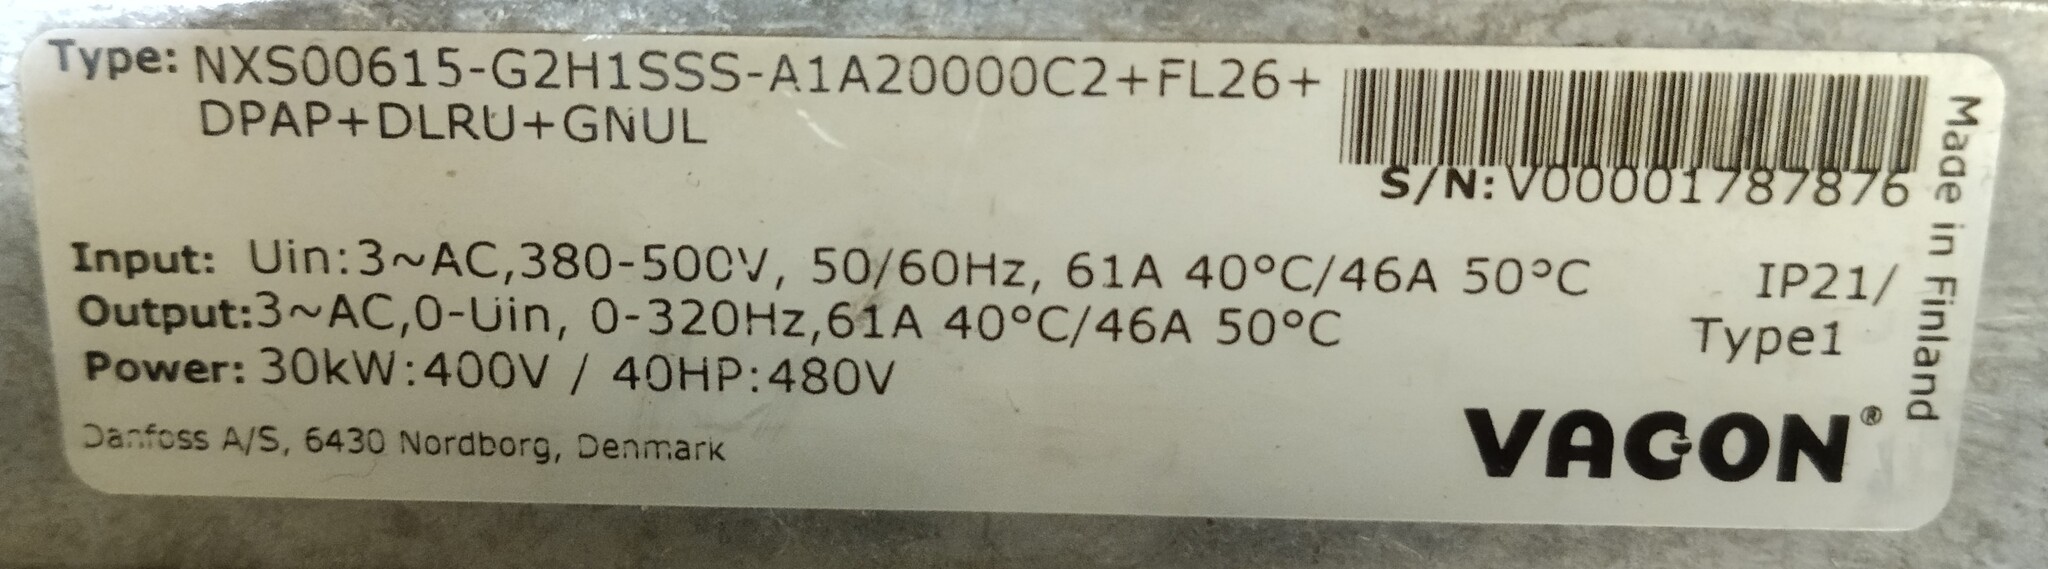 Type: NXS00615-G2H1SSS-A1A20000C2+FL26+
DPAP+DLRU+GNUL
S/N:V00001787876
Made in Finland
Input: Uin:3~AC,380-500V, 50/60Hz, 61A 40°C/46A 50°C
Output:3~AC,0-Uin, 0-320Hz,61A 40°C/46A 50°C
Power: 30kW:400V / 40HP:480V
IP21/
Type1
Danfoss A/S, 6430 Nordborg, Denmark
VACON®